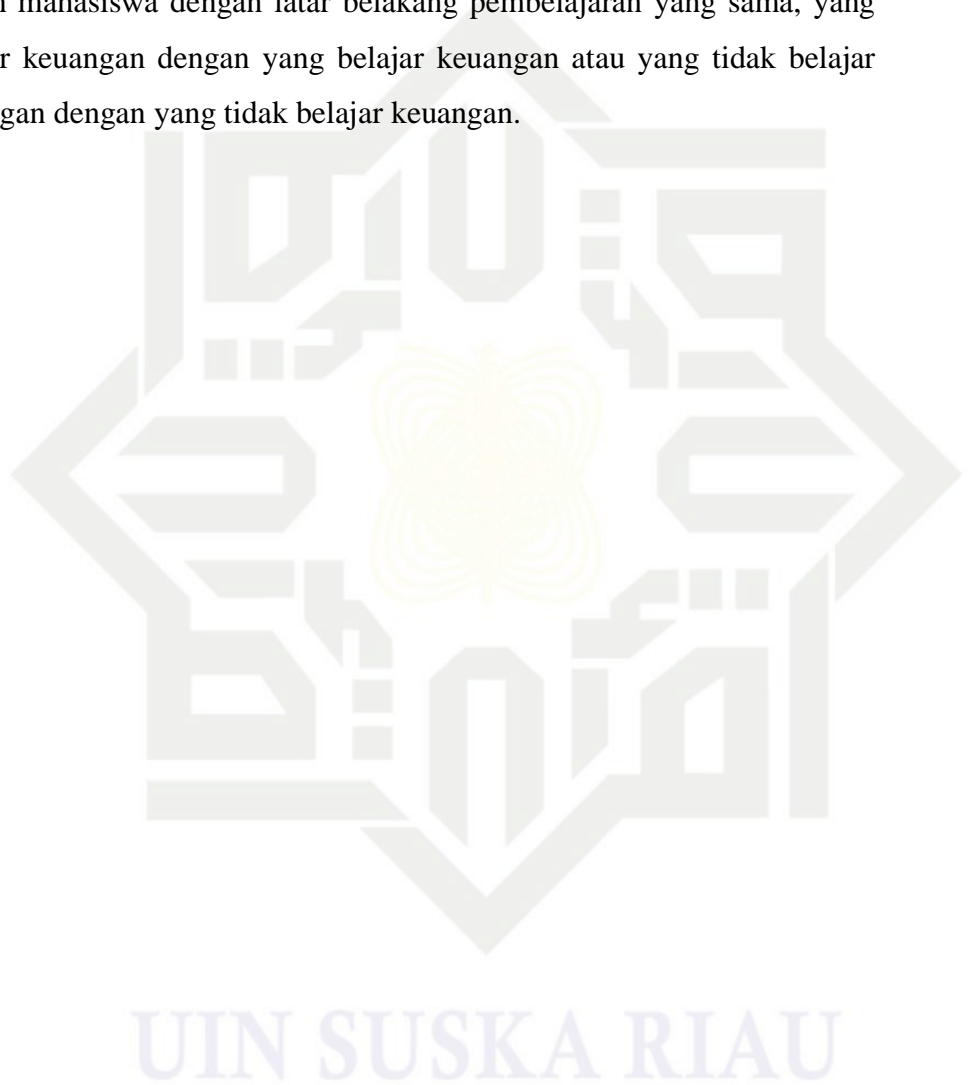 mahasiswa dengan latar belakang pembelajaran yang sama, yang
keuangan dengan yang belajar keuangan atau yang tidak belajar
dengan yang tidak belajar keuangan.
UIN SUSKA RIAU